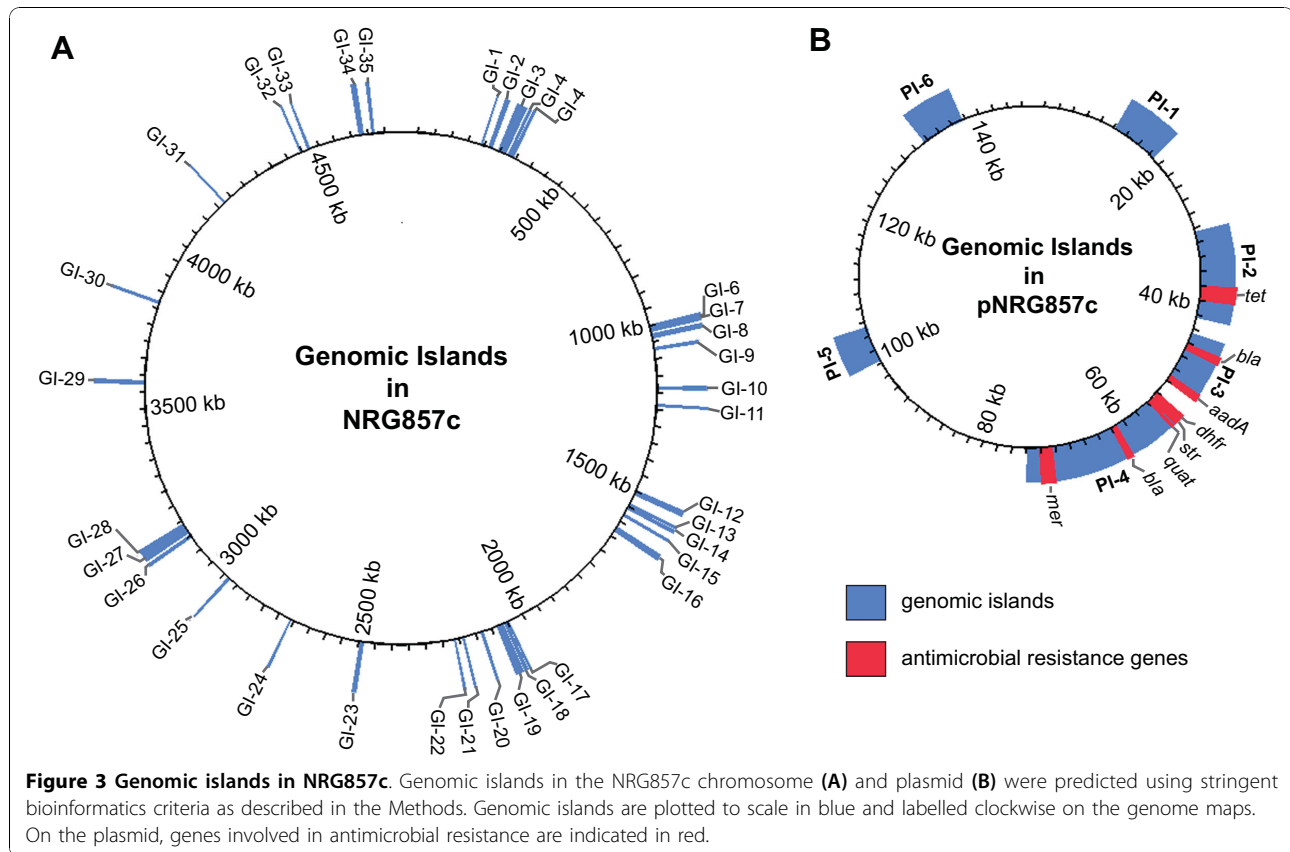 A
GI-1
GI-2
GI-3
GI-4
GI-4
GI-6
GI-7
GI-8
GI-9
GI-10
GI-11
GI-12
GI-13
GI-14
GI-15
GI-16
GI-17
GI-18
GI-19
GI-20
GI-21
GI-22
GI-23
GI-24
GI-25
GI-26
GI-27
GI-28
GI-29
GI-30
GI-31
GI-32
GI-33
GI-34
GI-35
500 kb
1000 kb
1500 kb
2000 kb
2500 kb
3000 kb
3500 kb
4000 kb
4500 kb
Genomic Islands
in
NRG857c
B
PI-1
PI-2
tet
bla
PI-3
aadA
dhfr
str
quat
bla
PI-4
mer
PI-5
PI-6
20 kb
40 kb
60 kb
80 kb
100 kb
120 kb
140 kb
Genomic Islands
in
pNRG857c
genomic islands
antimicrobial resistance genes
Figure 3 Genomic islands in NRG857c. Genomic islands in the NRG857c chromosome (A) and plasmid (B) were predicted using stringent
bioinformatics criteria as described in the Methods. Genomic islands are plotted to scale in blue and labelled clockwise on the genome maps.
On the plasmid, genes involved in antimicrobial resistance are indicated in red.